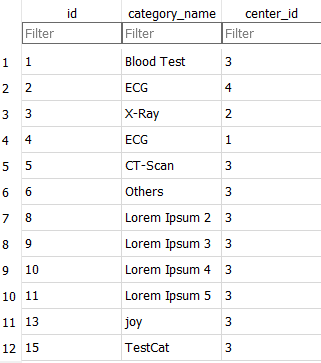 id category_name center_id
Filter Filter Filter
1 1 Blood Test 3
2 2 ECG 4
3 3 X-Ray 2
4 4 ECG 1
5 5 CT-Scan 3
6 6 Others 3
7 8 Lorem Ipsum 2 3
8 9 Lorem Ipsum 3 3
9 10 Lorem Ipsum 4 3
10 11 Lorem Ipsum 5 3
11 13 joy 3
12 15 TestCat 3